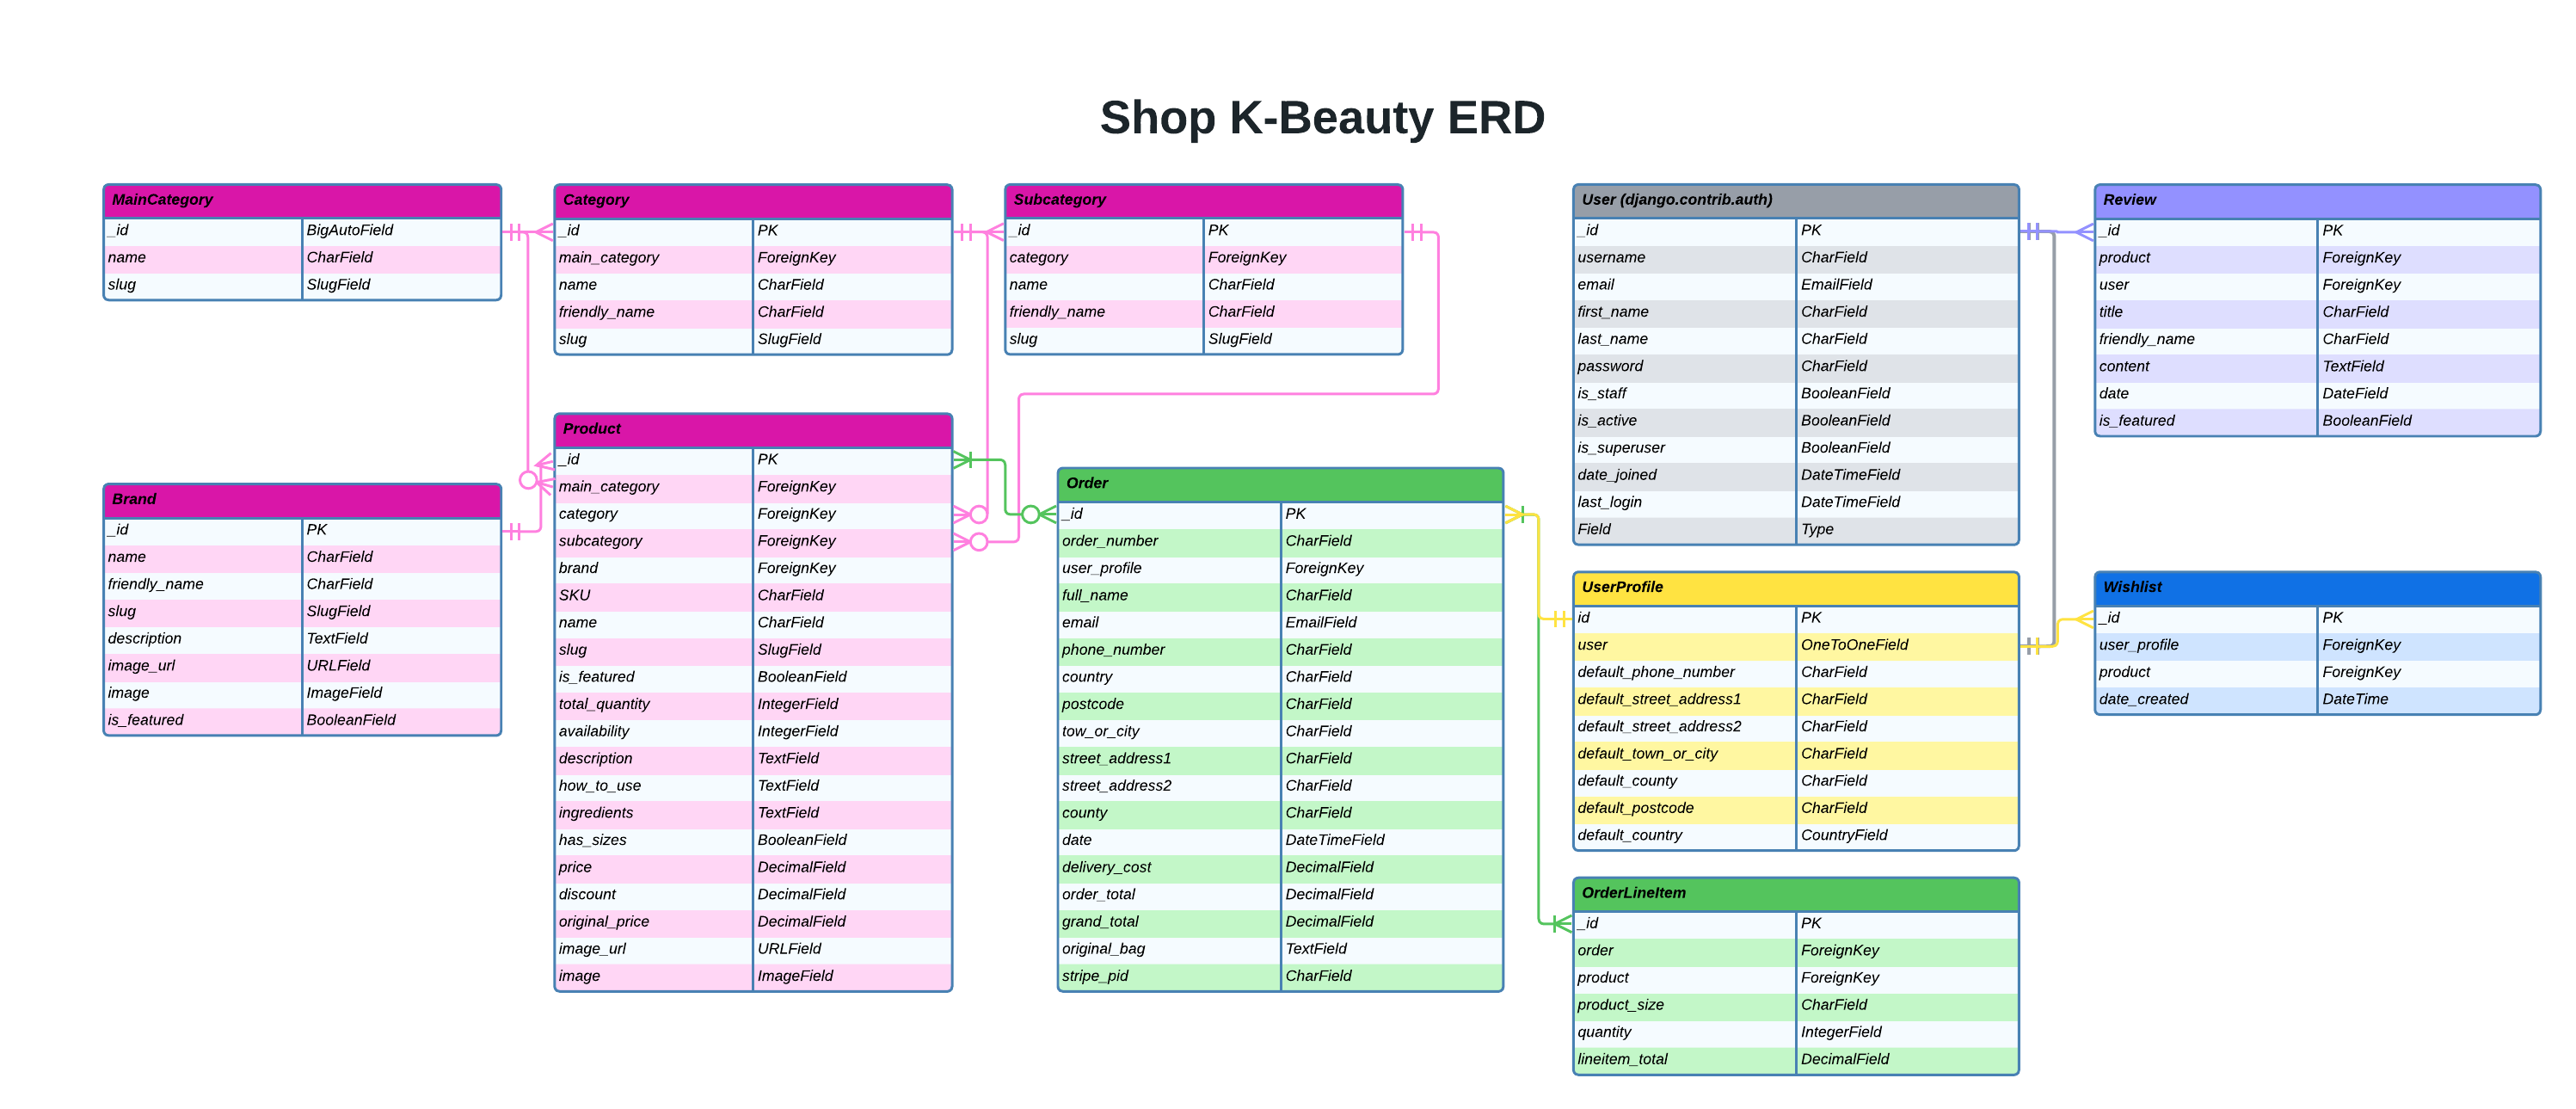 Shop K-Beauty ERD
MainCategory
_id BigAutoField
name CharField
slug SlugField
Category
_id PK
main_category ForeignKey
name CharField
friendly_name CharField
slug SlugField
Subcategory
_id PK
category ForeignKey
name CharField
friendly_name CharField
slug SlugField
User (django.contrib.auth)
_id PK
username CharField
email EmailField
first_name CharField
last_name CharField
password CharField
is_staff BooleanField
is_active BooleanField
is_superuser BooleanField
date_joined DateTimeField
last_login DateTimeField
Field Type
Review
_id PK
product ForeignKey
user ForeignKey
title CharField
friendly_name CharField
content TextField
date DateField
is_featured BooleanField
Brand
_id PK
name CharField
friendly_name CharField
slug SlugField
description TextField
image_url URLField
image ImageField
is_featured BooleanField
Product
_id PK
main_category ForeignKey
category ForeignKey
subcategory ForeignKey
brand ForeignKey
SKU CharField
name CharField
slug SlugField
is_featured BooleanField
total_quantity IntegerField
availability IntegerField
description TextField
how_to_use TextField
ingredients TextField
has_sizes BooleanField
price DecimalField
discount DecimalField
original_price DecimalField
image_url URLField
image ImageField
Order
_id PK
order_number CharField
user_profile ForeignKey
full_name CharField
email EmailField
phone_number CharField
country CharField
postcode CharField
tow_or_city CharField
street_address1 CharField
street_address2 CharField
county CharField
date DateTimeField
delivery_cost DecimalField
order_total DecimalField
grand_total DecimalField
original_bag TextField
stripe_pid CharField
UserProfile
id PK
user OneToOneField
default_phone_number CharField
default_street_address1 CharField
default_street_address2 CharField
default_town_or_city CharField
default_county CharField
default_postcode CharField
default_country CountryField
Wishlist
_id PK
user_profile ForeignKey
product ForeignKey
date_created DateTime
OrderLineItem
_id PK
order ForeignKey
product ForeignKey
product_size CharField
quantity IntegerField
lineitem_total DecimalField